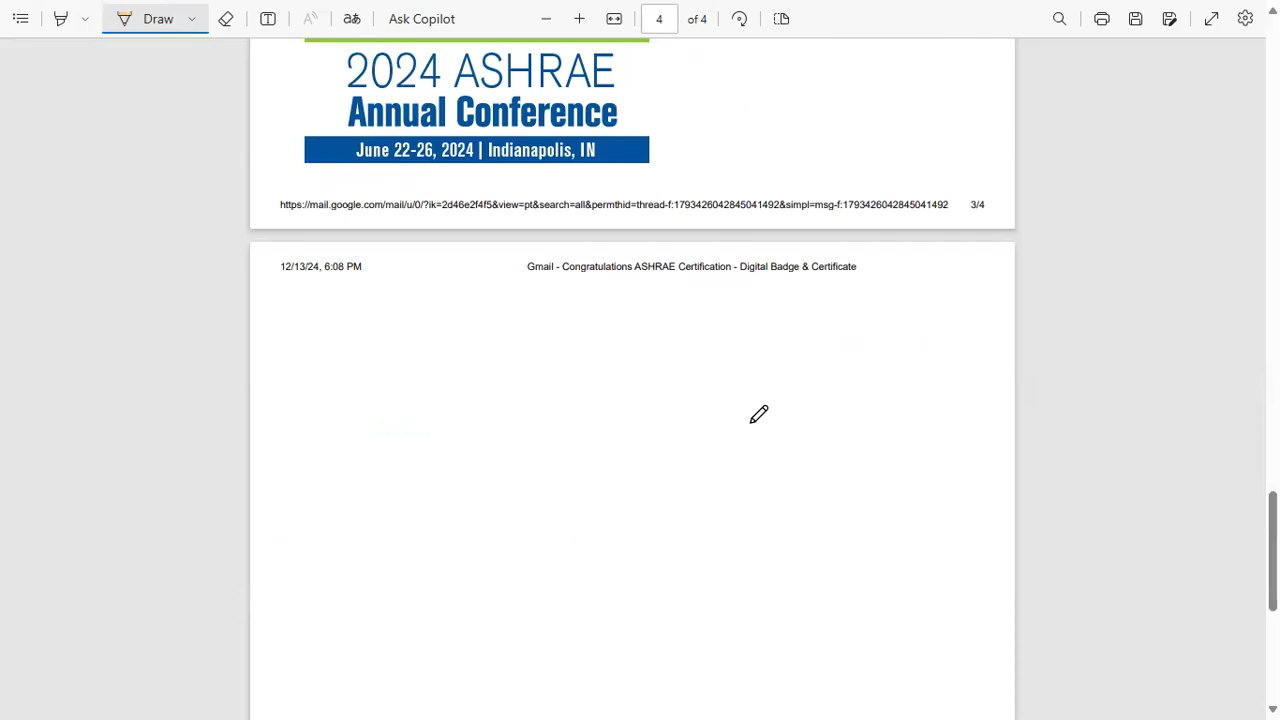 Draw
aあ
Ask Copilot
4
of 4
2024 ASHRAE
Annual Conference
June 22-26, 2024 | Indianapolis, IN
https://mail.google.com/mail/u/0/?ik=2d46e2f4f5&view=pt&search=all&permthid=thread-f:1793426042845041492&simpl=msg-f:1793426042845041492 3/4
12/13/24, 6:08 PM
Gmail - Congratulations ASHRAE Certification - Digital Badge & Certificate